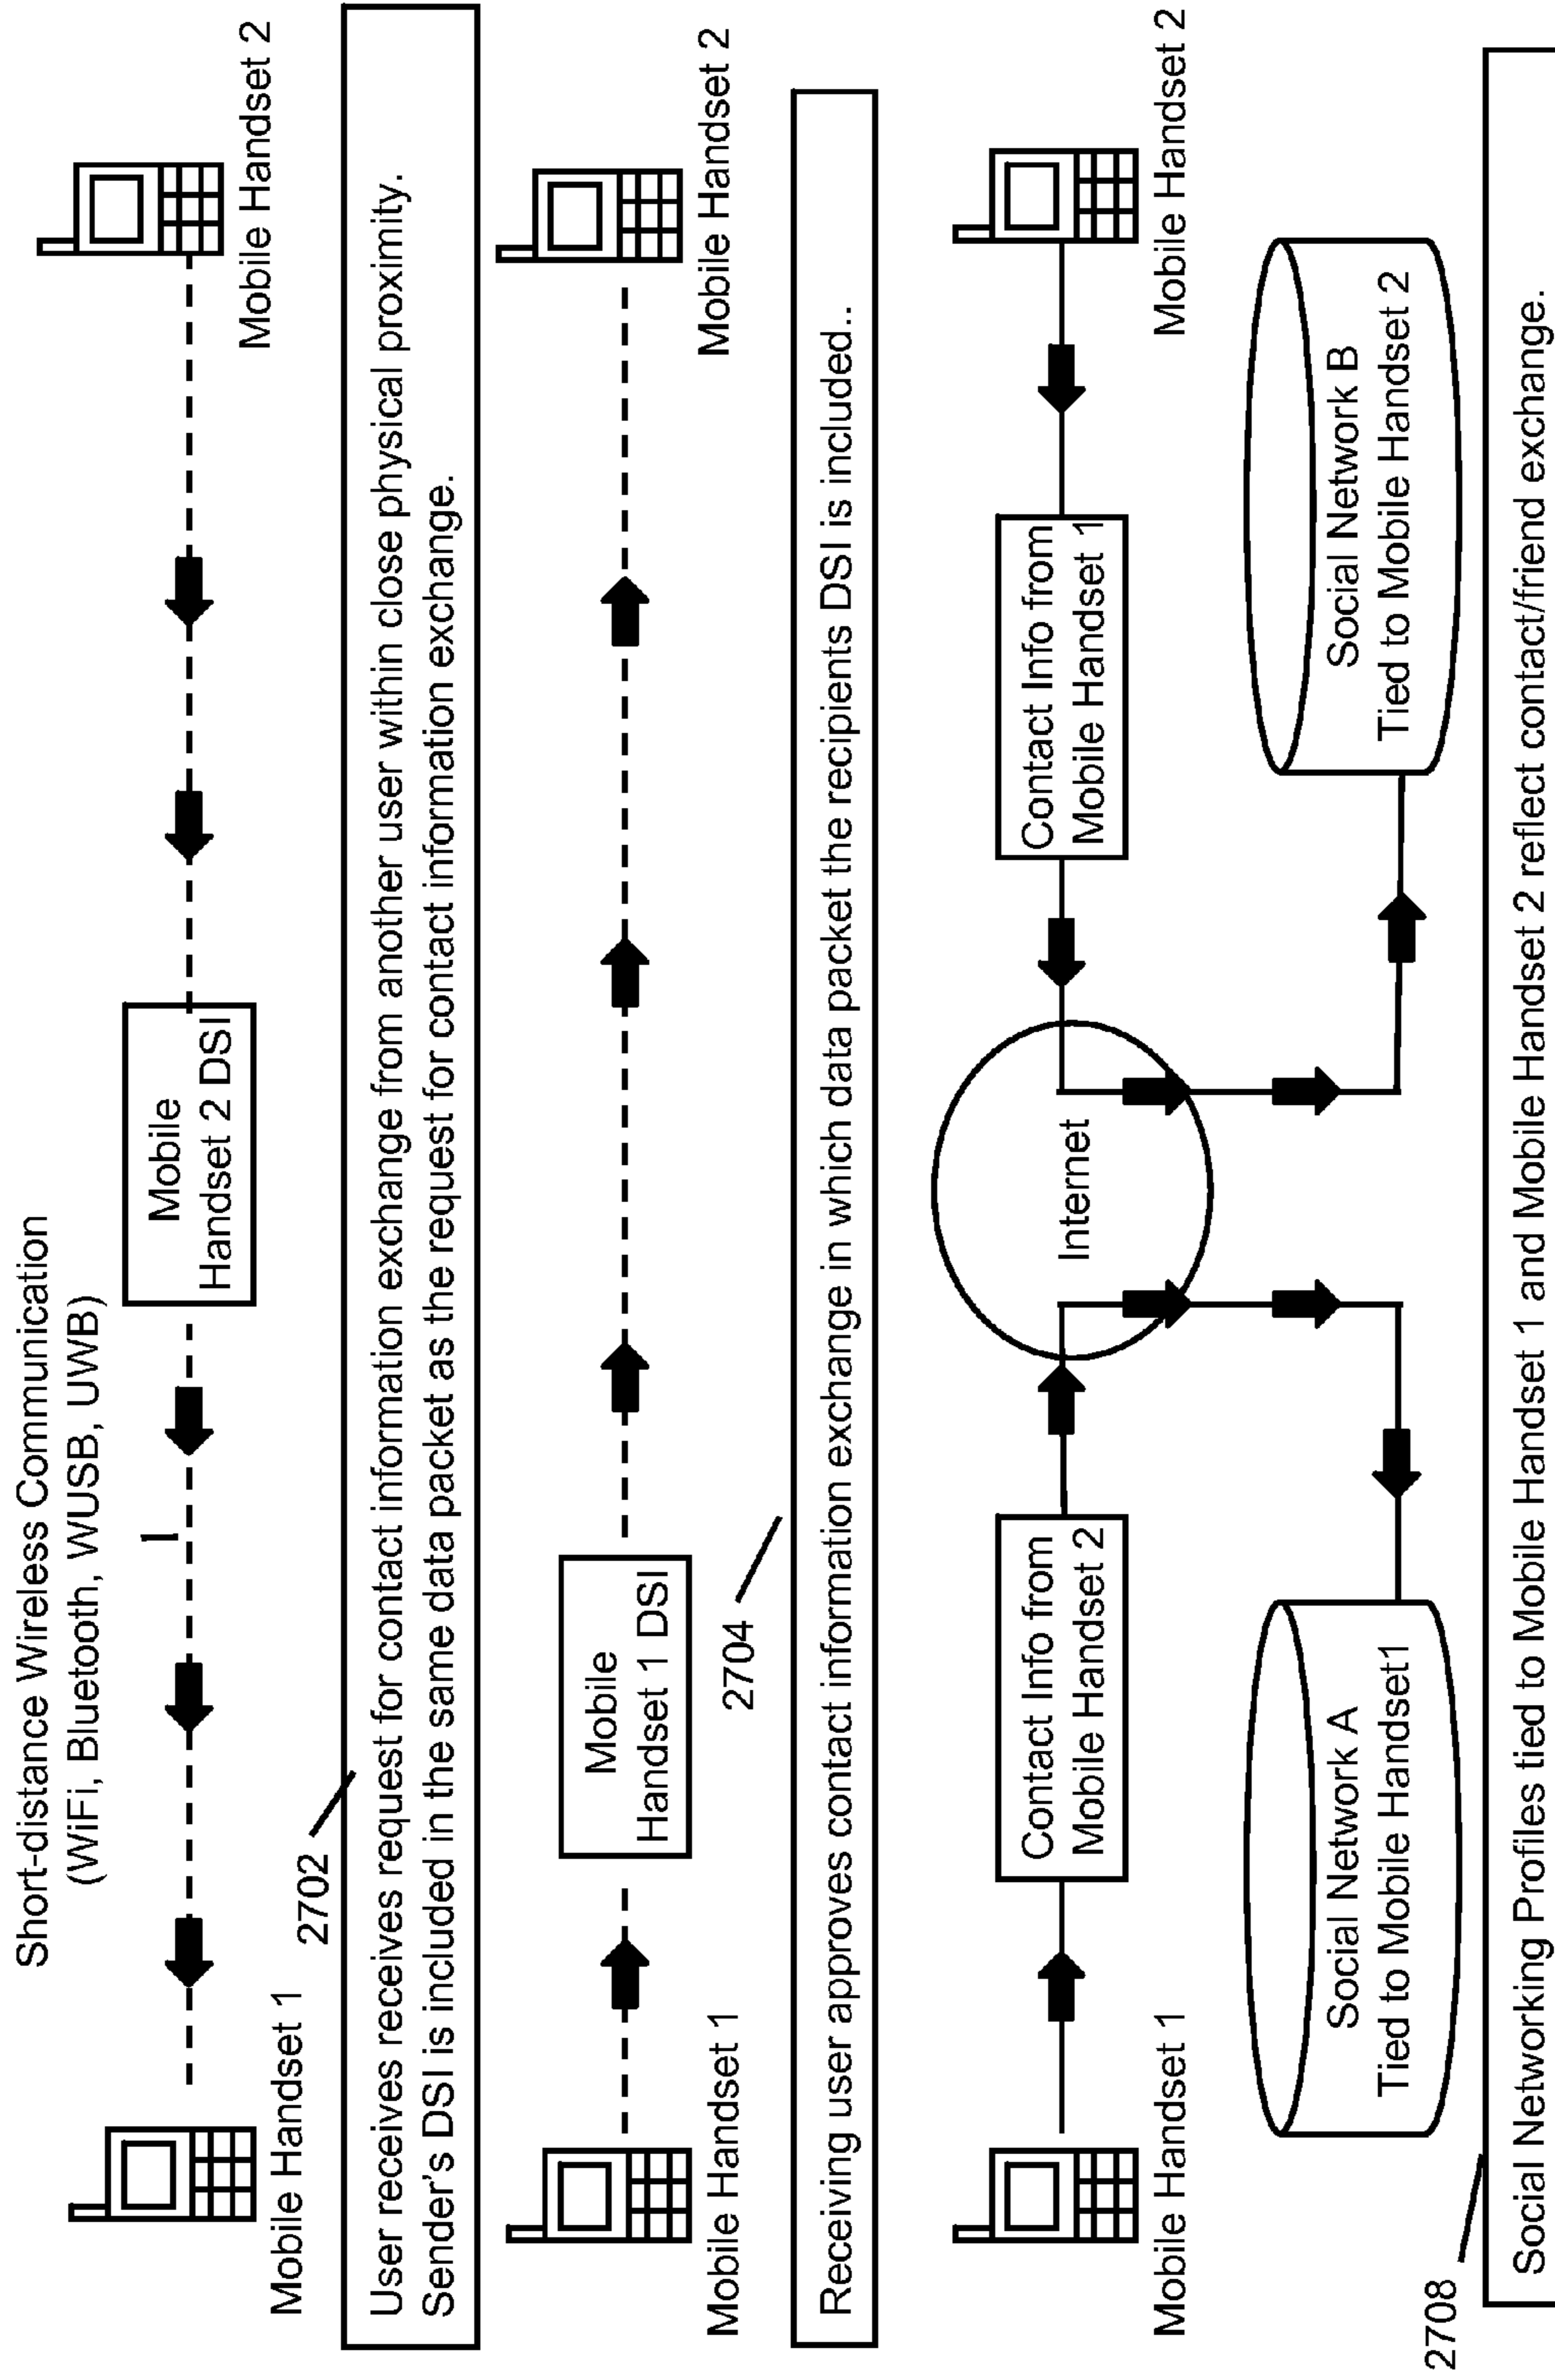 Short-distance Wireless Communication
(WiFi, Bluetooth, WUSB, UWB)
Mobile
Handset 2 DSI
Mobile Handset 1
Mobile Handset 2
2702
User receives receives request for contact information exchange from another user within close physical proximity.
Sender's DSI is included in the same data packet as the request for contact information exchange.
Mobile
Handset 1 DSI
Mobile Handset 1
Mobile Handset 2
2704
Receiving user approves contact information exchange in which data packet the recipients DSI is included..
Contact Info from
Mobile Handset 2
Internet
Contact Info from
Mobile Handset 1
Mobile Handset 1
Mobile Handset 2
Social Network A
Tied to Mobile Handset1
Social Network B
Tied to Mobile Handset 2
2708
Social Networking Profiles tied to Mobile Handset 1 and Mobile Handset 2 reflect contact/friend exchange.